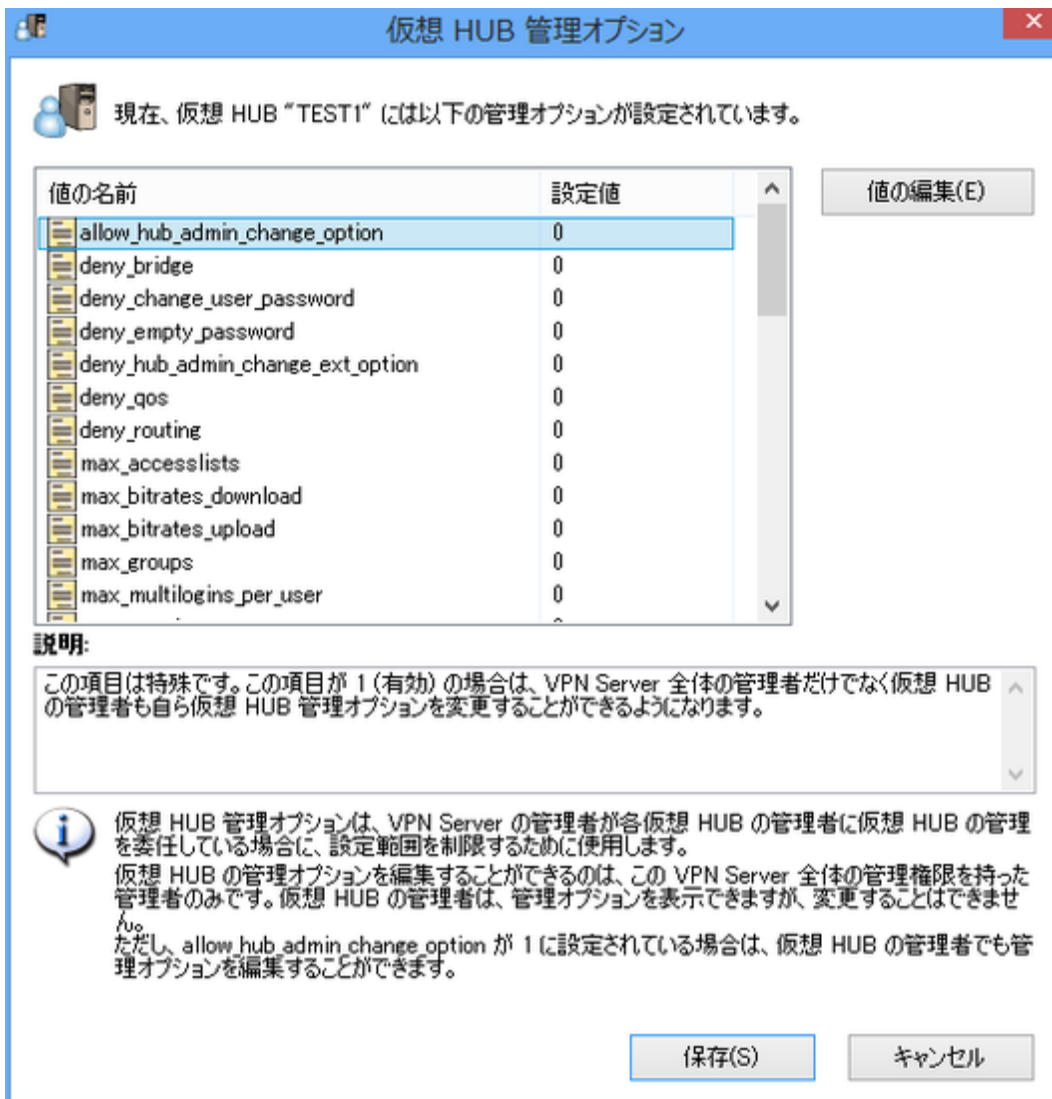 仮想 HUB 管理オプション
現在、仮想 HUB "TEST1" には以下の管理オプションが設定されています。
値の名前 設定値
値の編集(E)
allow_hub_admin_change_option 0
deny_bridge 0
deny_change_user_password 0
deny_empty_password 0
deny_hub_admin_change_ext_option 0
deny_qos 0
deny_routing 0
max_accesslists 0
max_bitrates_download 0
max_bitrates_upload 0
max_groups 0
max_multilogins_per_user 0
説明:
この項目は特殊です。この項目が 1 (有効) の場合は、VPN Server 全体の管理者だけでなく仮想 HUB
の管理者も自ら仮想 HUB 管理オプションを変更することができるようになります。
仮想 HUB 管理オプションは、VPN Server の管理者が各仮想 HUB の管理者に仮想 HUB の管理
を委任している場合に、設定範囲を制限するために使用します。
仮想 HUB の管理オプションを編集することができるのは、この VPN Server 全体の管理権限を持った
管理者のみです。仮想 HUB の管理者は、管理オプションを表示できますが、変更することはできませ
ん。
ただし、allow_hub_admin_change_option が 1 に設定されている場合は、仮想 HUB の管理者でも管
理オプションを編集することができます。
保存(S)
キャンセル